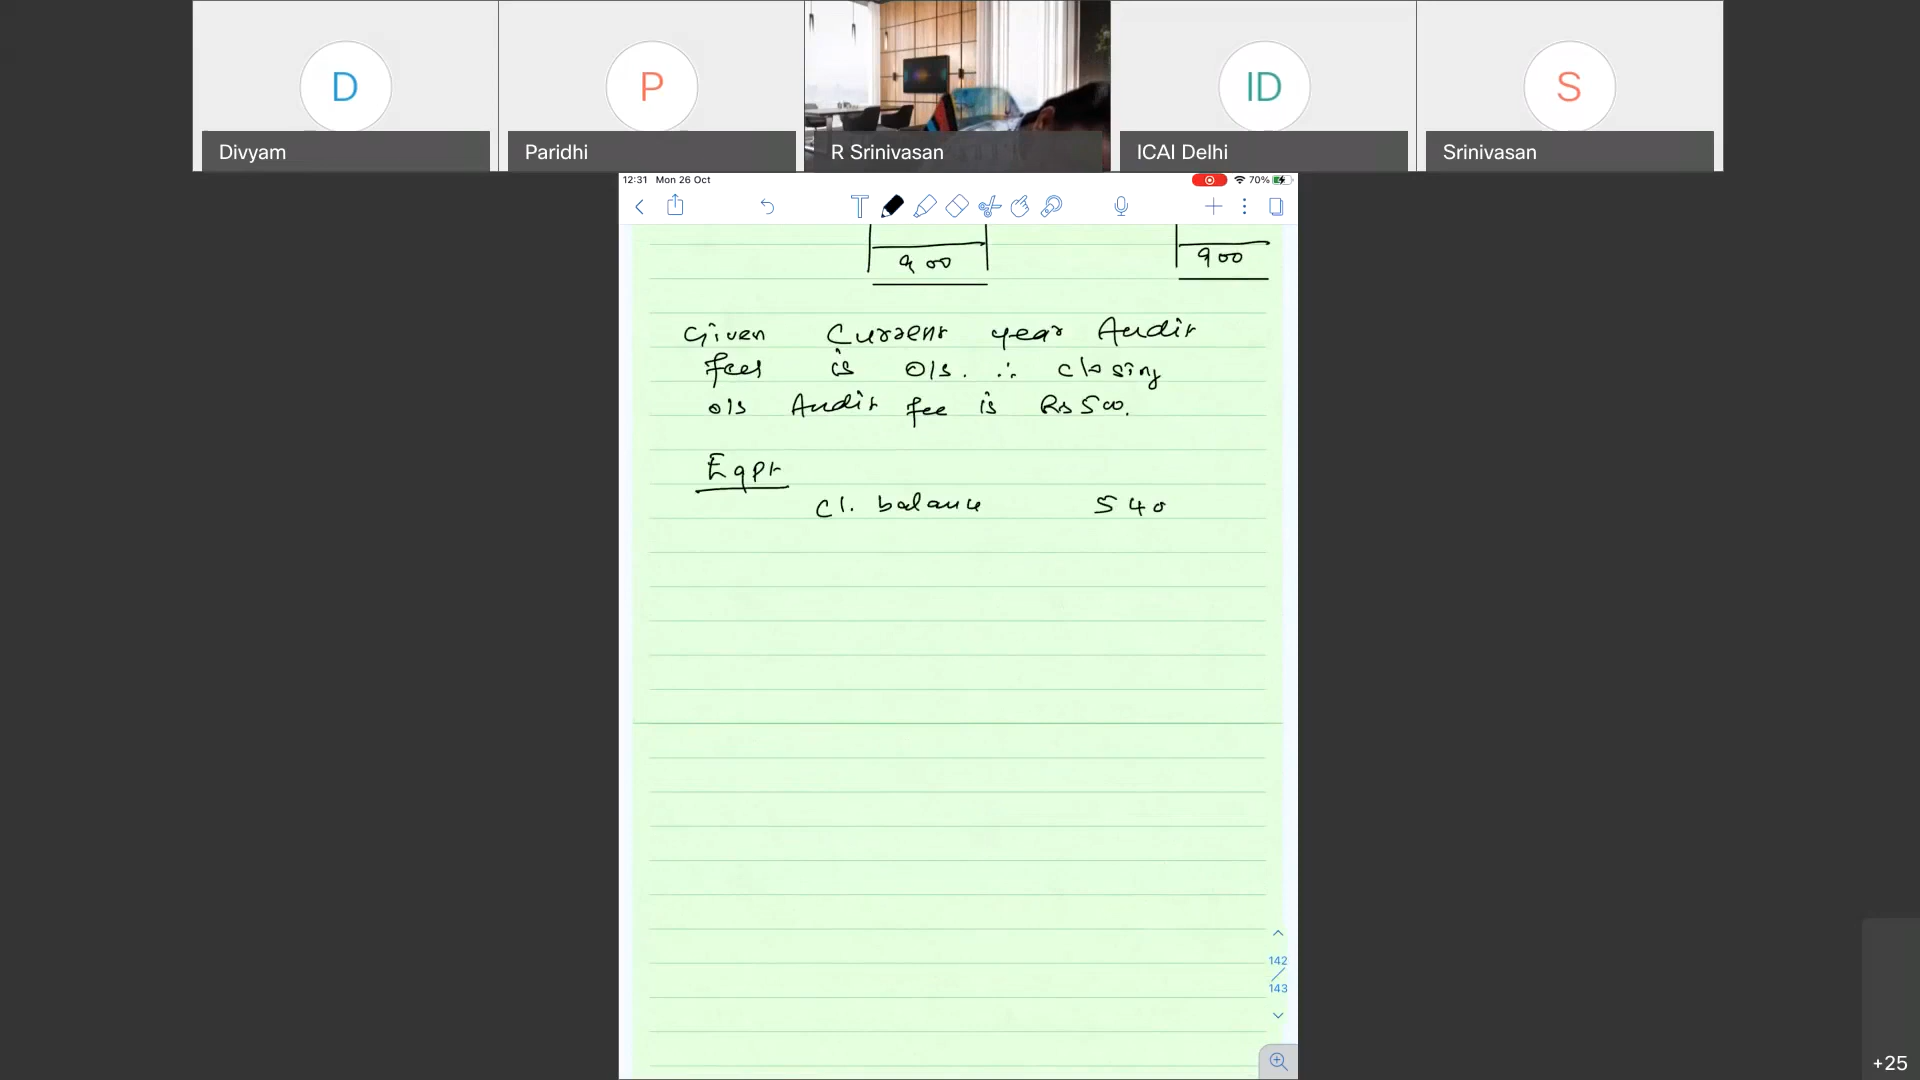 D
P
ID
S
Divyam
Paridhi
R Srinivasan
ICAI Delhi
Srinivasan
12:31 Mon 26 Oct
70%
T
900
900
Given Current year Audit
fees is O/s. ∴ closing
o/s Audit fee is Rs 500.
Eqpt
Cl. balance 540
142
143
+25